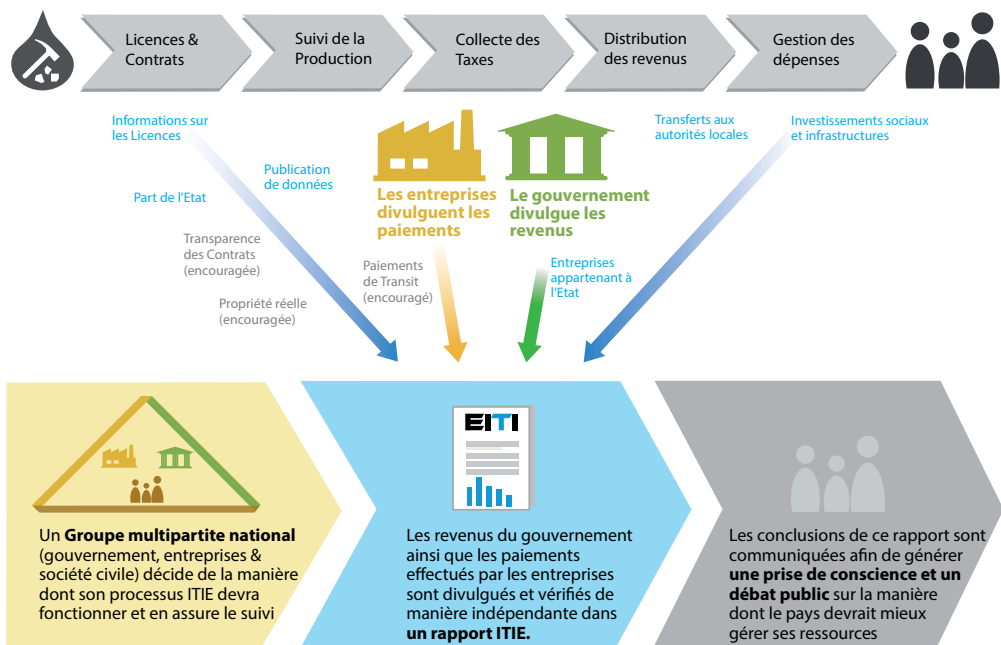 Licences &
Contrats
Suivi de la
Production
Collecte des
Taxes
Distribution
des revenus
Gestion des
dépenses
Informations sur
les Licences
Part de l'Etat
Transparence
des Contrats
(encouragée)
Propriété réelle
(encouragée)
Publication
de données
Les entreprises
divulguent les
paiements
Paiements
de Transit
(encouragé)
Le gouvernement
divulgue les
revenus
Entreprises
appartenant à
l'Etat
Transferts aux
autorités locales
Investissements sociaux
et infrastructures
Un Groupe multipartite national
(gouvernement, entreprises &
société civile) décide de la manière
dont son processus ITIE devra
fonctionner et en assure le suivi
EITI
Les revenus du gouvernement
ainsi que les paiements
effectués par les entreprises
sont divulgués et vérifiés de
manière indépendante dans
un rapport ITIE.
Les conclusions de ce rapport sont
communiquées afin de générer
une prise de conscience et un
débat public sur la manière
dont le pays devrait mieux
gérer ses ressources